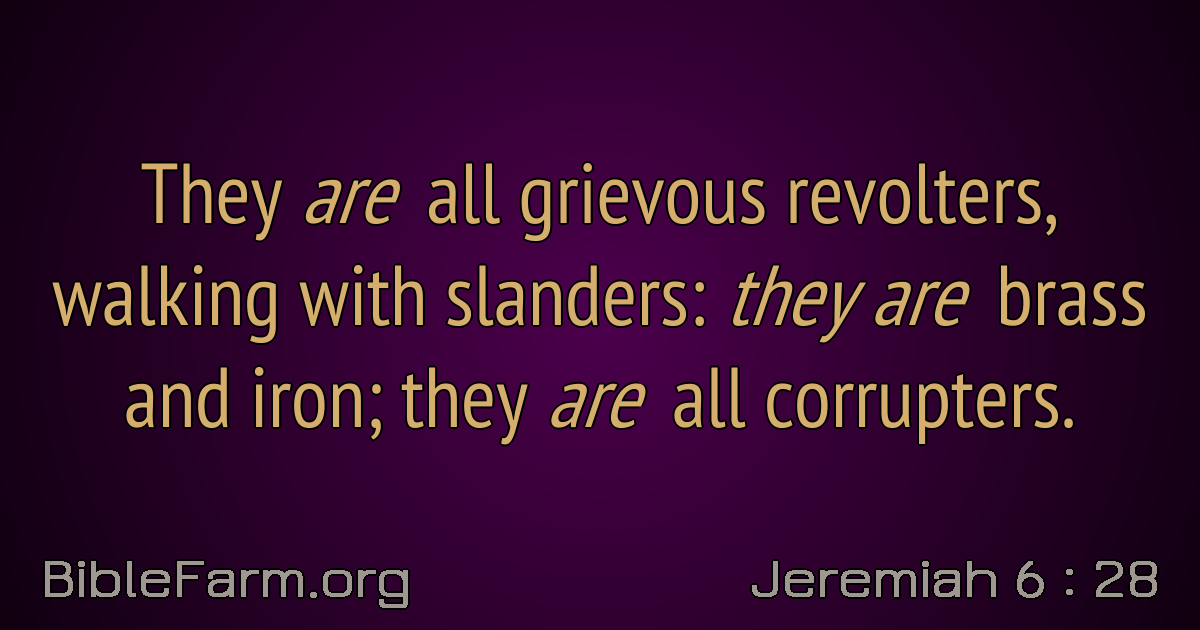 They are all grievous revolters,
walking with slanders: they are brass
and iron; they are all corrupters.
BibleFarm.org
Jeremiah 6 : 28